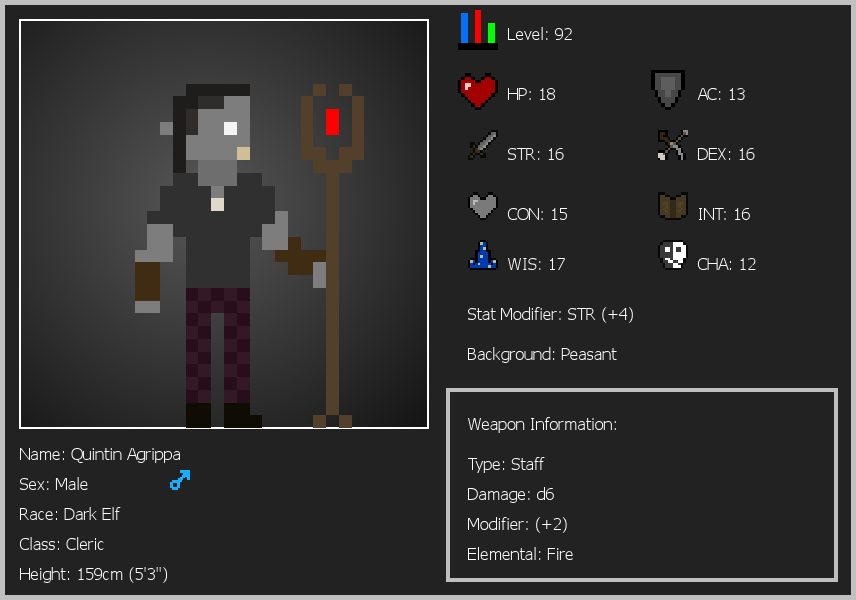 Level: 92
HP: 18
AC: 13
STR: 16
DEX: 16
CON: 15
INT: 16
WIS: 17
CHA: 12
Stat Modifier: STR (+4)
Background: Peasant
Weapon Information:
Type: Staff
Damage: d6
Modifier: (+2)
Elemental: Fire
Name: Quintin Agrippa
Sex: Male
Race: Dark Elf
Class: Cleric
Height: 159cm (5'3")